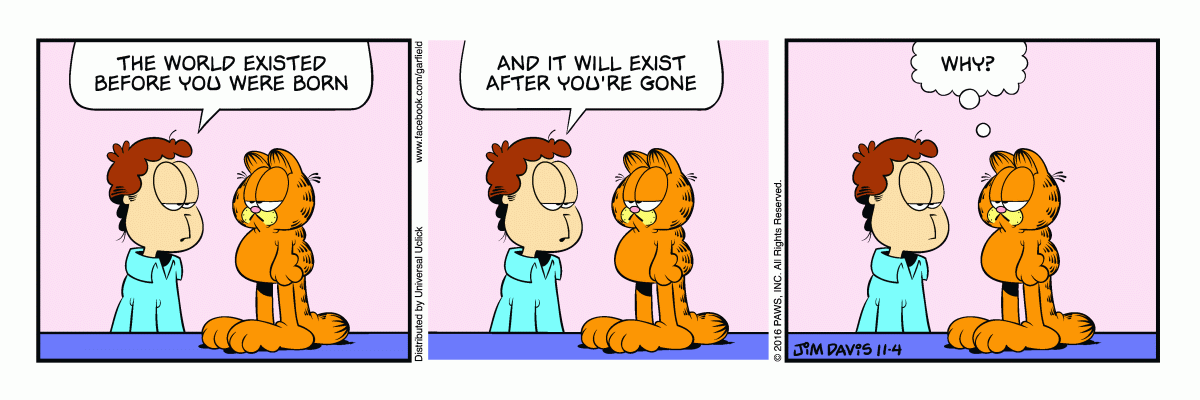 THE WORLD EXISTED
BEFORE YOU WERE BORN
www.facebook.com/garfield
Distributed by Universal Uclick
AND IT WILL EXIST
AFTER YOU'RE GONE
© 2016 PAWS, INC. All Rights Reserved.
WHY?
JIM DAVIS 11·4